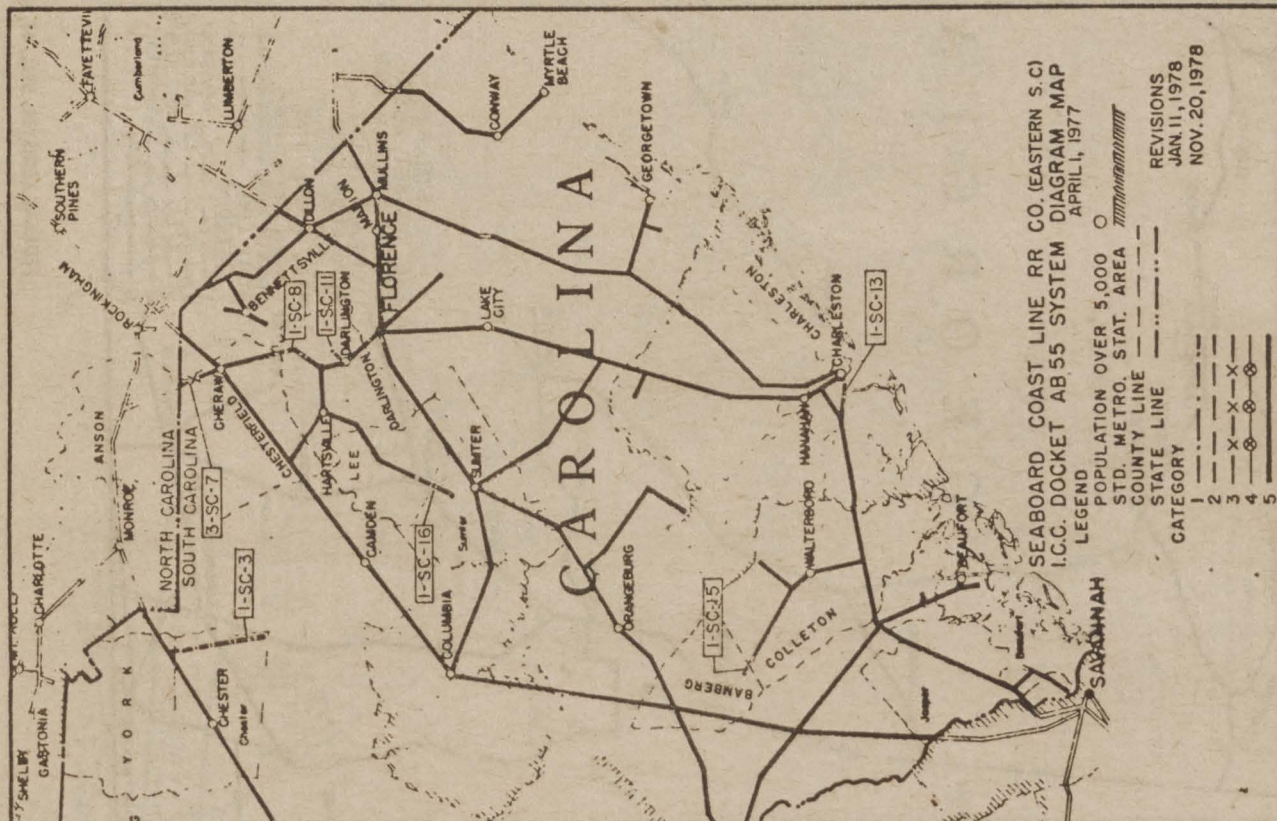 SHELBY
GASTONIA
CHARLOTTE
YORK
CHESTER
Chester
1-SC-3
MONROE
ANSON
NORTH CAROLINA
SOUTH CAROLINA
3-SC-7
ROCKINGHAM
SOUTHERN
PINES
FAYETTEVI
Cumberland
LUMBERTON
CHERAW
CHESTERFIELD
BENNETTSVILLE
1-SC-8
1-SC-11
DARLINGTON
DARLINGTON
HARTSVILLE
LEE
DILLON
MARION
MULLINS
FLORENCE
CONWAY
MYRTLE
BEACH
CAMDEN
1-SC-16
Sumter
SUMTER
COLUMBIA
LAKE
CITY
GEORGETOWN
CAROLINA
ORANGEBURG
CHARLESTON
CHARLESTON
1-SC-13
HANAHAN
WALTERBORO
1-SC-15
COLLETON
BAMBERG
BEAUFORT
Beaufort
Jasper
SAVANNAH
SEABOARD COAST LINE RR CO. (EASTERN S.C)
I.C.C. DOCKET AB 55 SYSTEM DIAGRAM MAP
APRIL 1, 1977
LEGEND
POPULATION OVER 5,000
STD. METRO. STAT. AREA
COUNTY LINE
STATE LINE
REVISIONS
JAN. 11, 1978
NOV. 20, 1978
CATEGORY
1
2
3
4
5